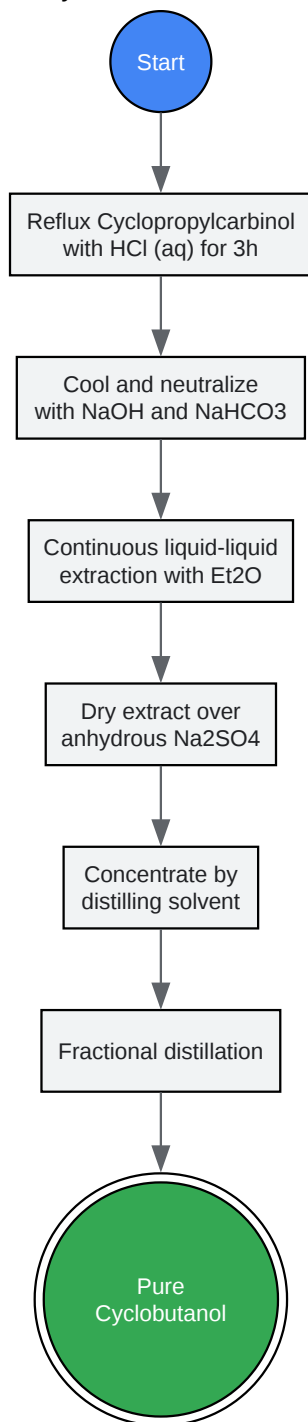 Start
Reflux Cyclopropylcarbinol
with HCl (aq) for 3h
Cool and neutralize
with NaOH and NaHCO3
Continuous liquid-liquid
extraction with Et2O
Dry extract over
anhydrous Na2SO4
Concentrate by
distilling solvent
Fractional distillation
Pure
Cyclobutanol